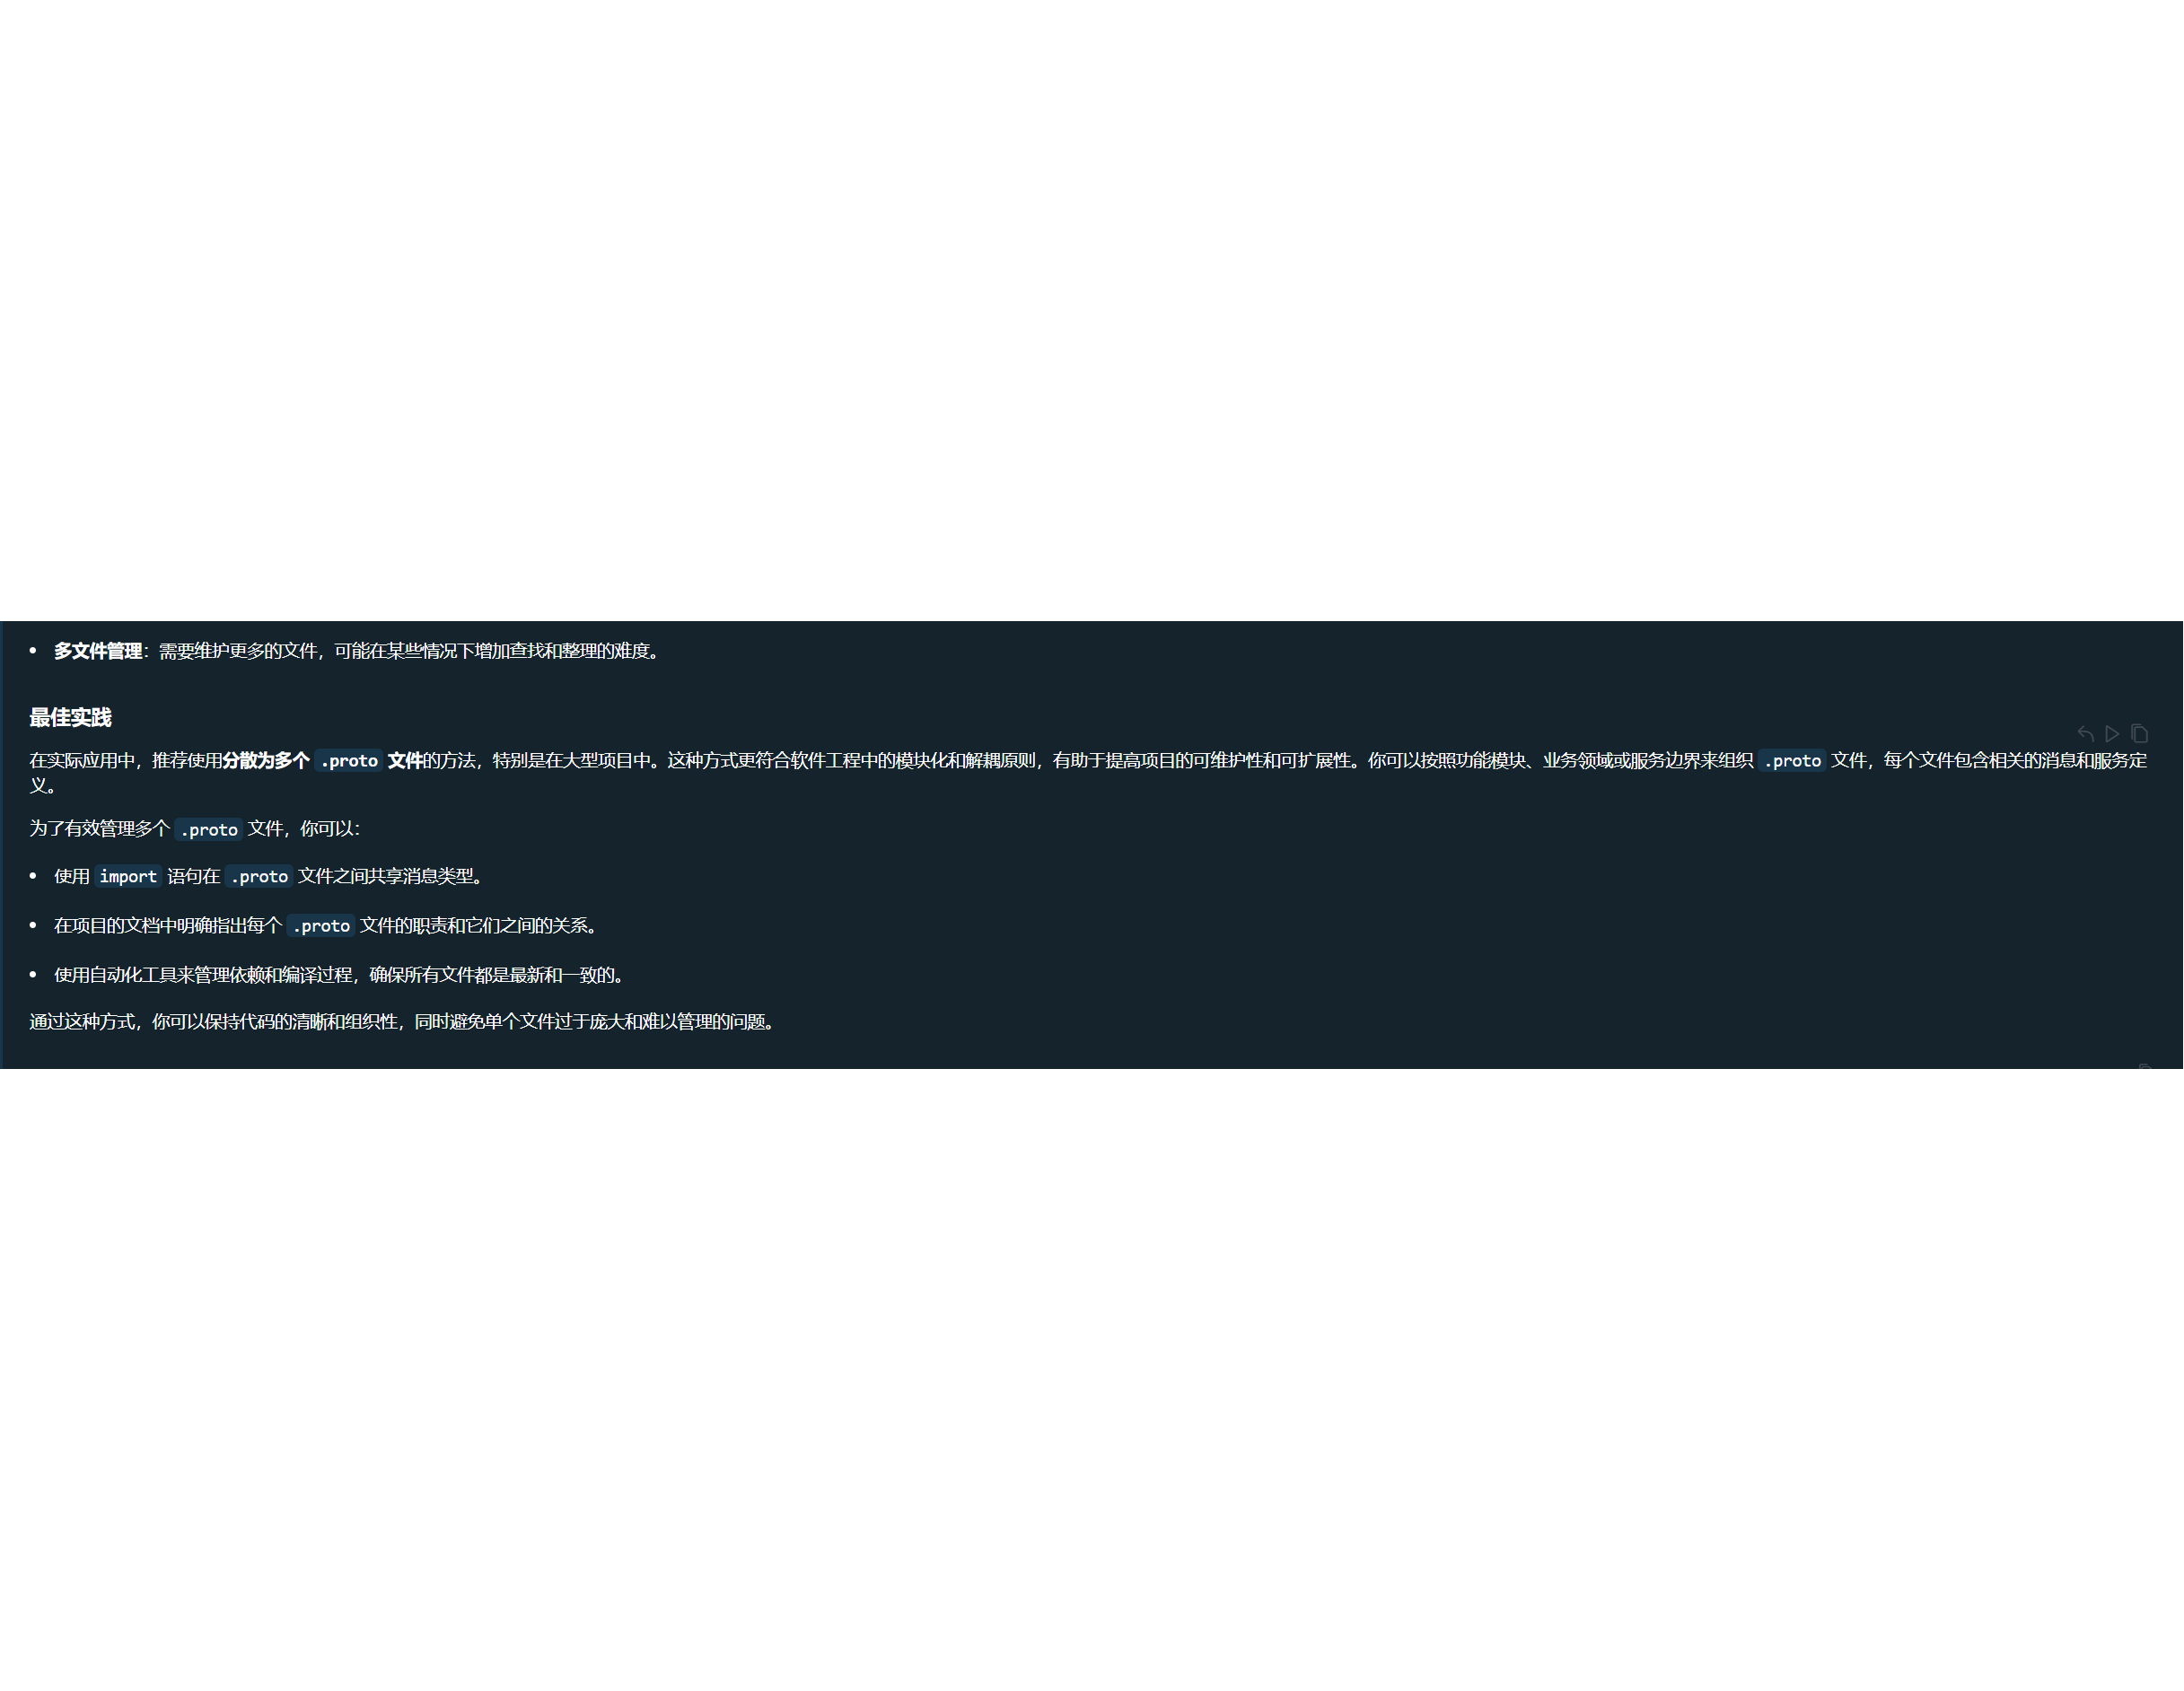 多文件管理：需要维护更多的文件，可能在某些情况下增加查找和整理的难度。
最佳实践
在实际应用中，推荐使用分散为多个 .proto 文件的方法，特别是在大型项目中。这种方式更符合软件工程中的模块化和解耦原则，有助于提高项目的可维护性和可扩展性。你可以按照功能模块、业务领域或服务边界来组织 .proto 文件，每个文件包含相关的消息和服务定
义。
为了有效管理多个 .proto 文件，你可以：
使用 import 语句在 .proto 文件之间共享消息类型。
在项目的文档中明确指出每个 .proto 文件的职责和它们之间的关系。
使用自动化工具来管理依赖和编译过程，确保所有文件都是最新和一致的。
通过这种方式，你可以保持代码的清晰和组织性，同时避免单个文件过于庞大和难以管理的问题。